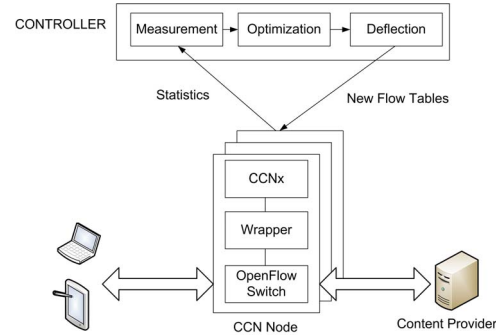 CONTROLLER
Measurement
Optimization
Deflection
Statistics
New Flow Tables
CCNx
Wrapper
OpenFlow
Switch
CCN Node
Content Provider